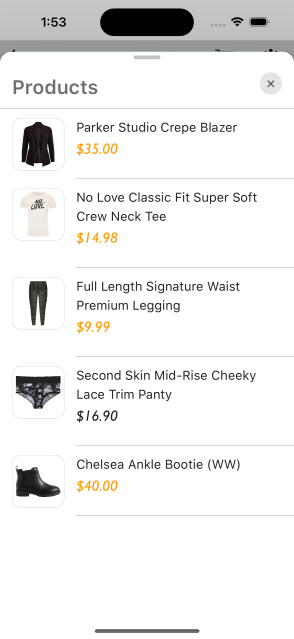 1:53
Products
Parker Studio Crepe Blazer
$35.00
NO
LOVE
No Love Classic Fit Super Soft
Crew Neck Tee
$14.98
Full Length Signature Waist
Premium Legging
$9.99
Second Skin Mid-Rise Cheeky
Lace Trim Panty
$16.90
Chelsea Ankle Bootie (WW)
$40.00